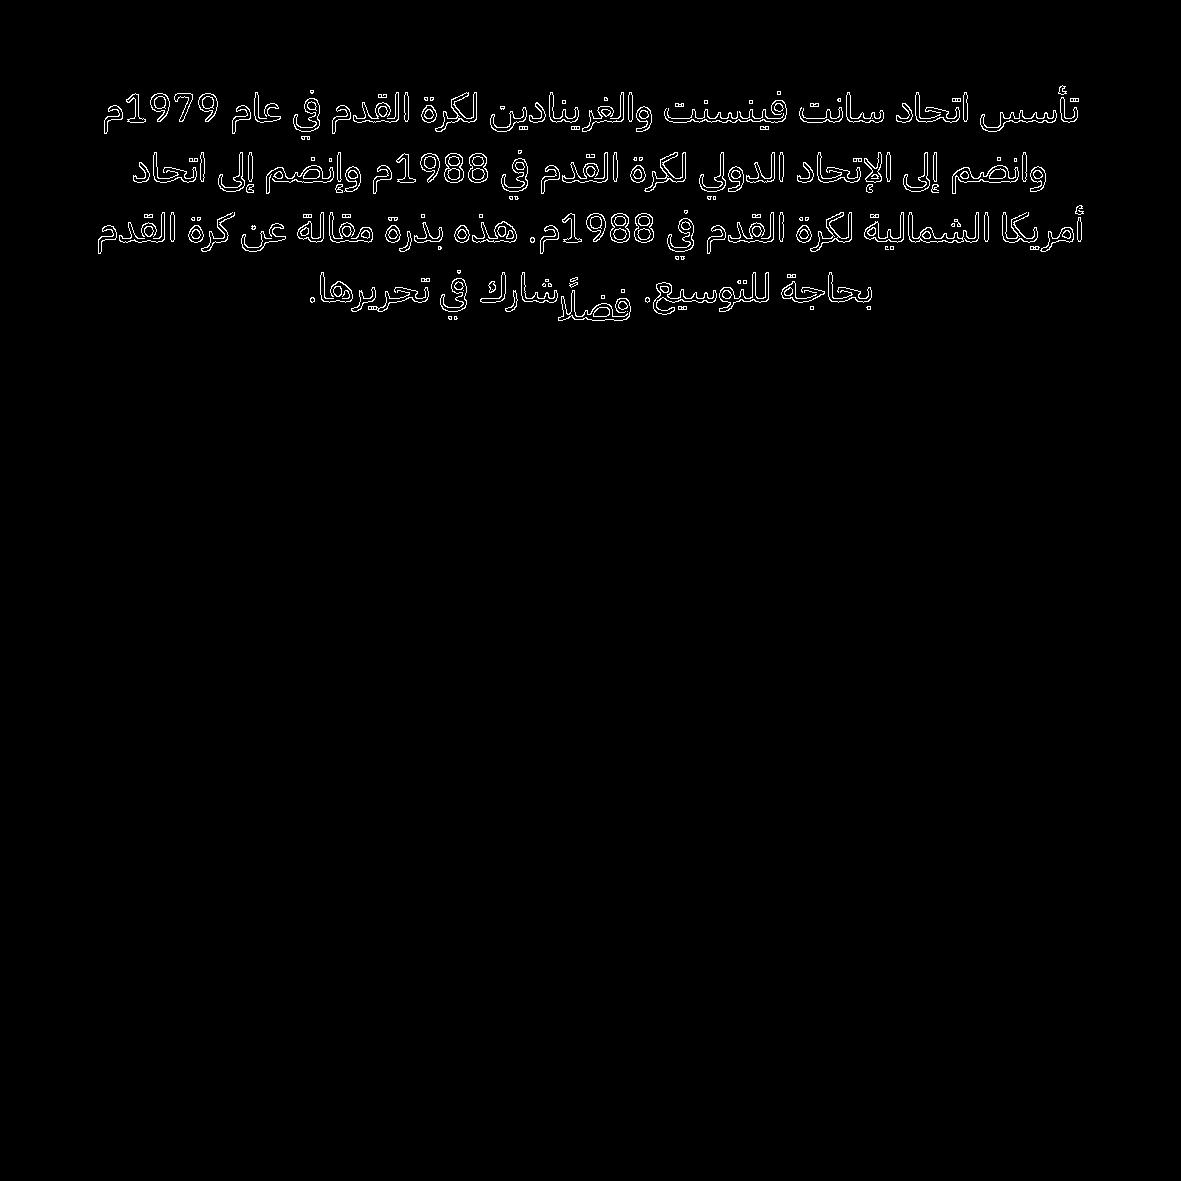 تأسس اتحاد سانت فينسنت والغرينادين لكرة القدم في عام 1979م
وانضم إلى الإتحاد الدولي لكرة القدم في 1988م وإنضم إلى اتحاد
أمريكا الشمالية لكرة القدم في 1988م. هذه بذرة مقالة عن كرة القدم
بحاجة للتوسيع. فضلًا شارك في تحريرها.